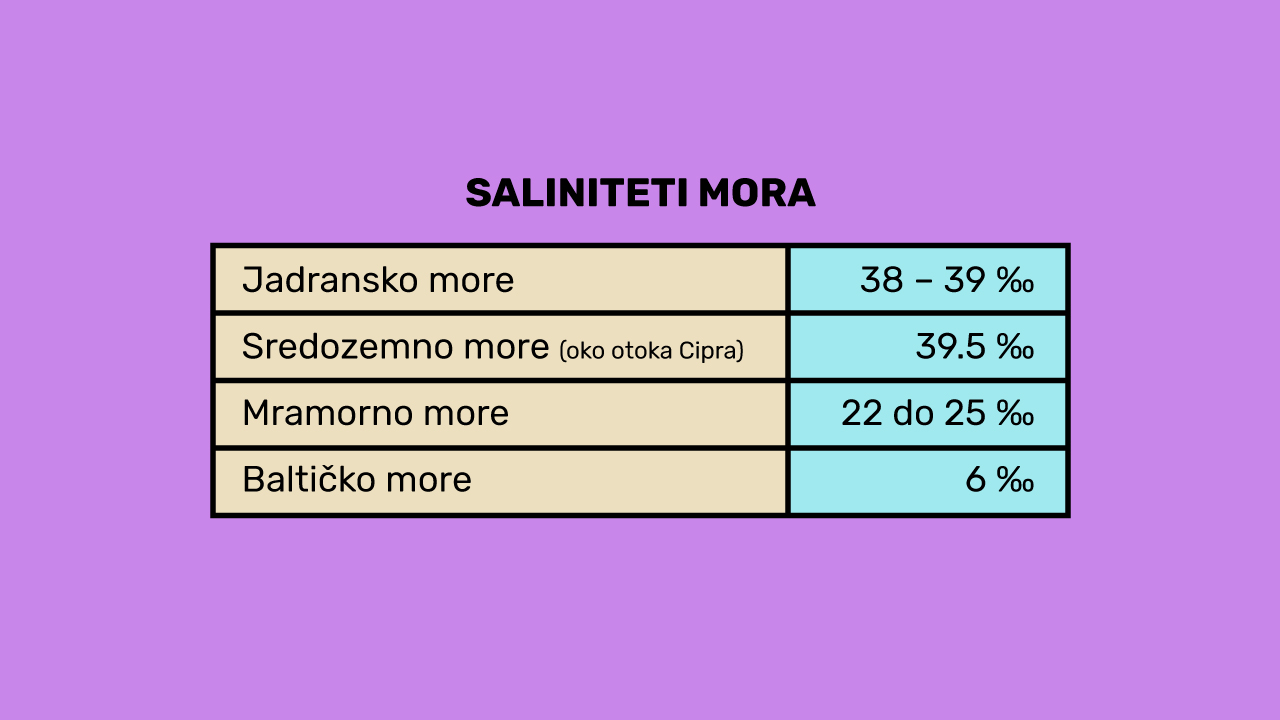 SALINITETI MORA
Jadransko more 38 – 39 ‰
Sredozemno more (oko otoka Cipra) 39.5 ‰
Mramorno more 22 do 25 ‰
Baltičko more 6 ‰